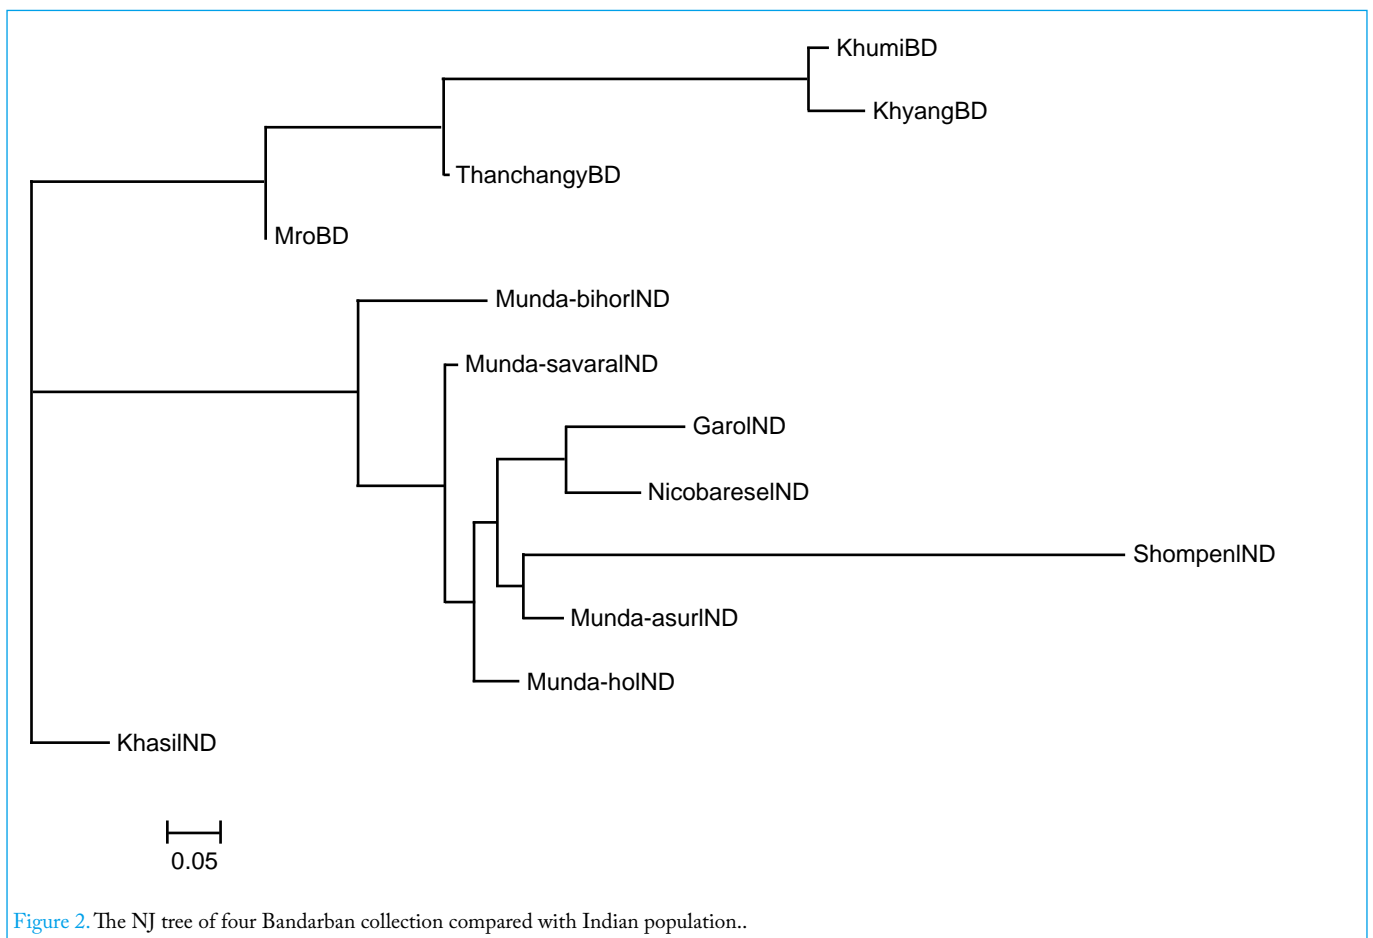 KhumiBD
KhyangBD
ThanchangyBD
MroBD
Munda-bihorIND
Munda-savaraIND
GaroIND
NicobareseIND
ShompenIND
Munda-asurIND
Munda-hoIND
KhasiIND
0.05
Figure 2. The NJ tree of four Bandarban collection compared with Indian population..